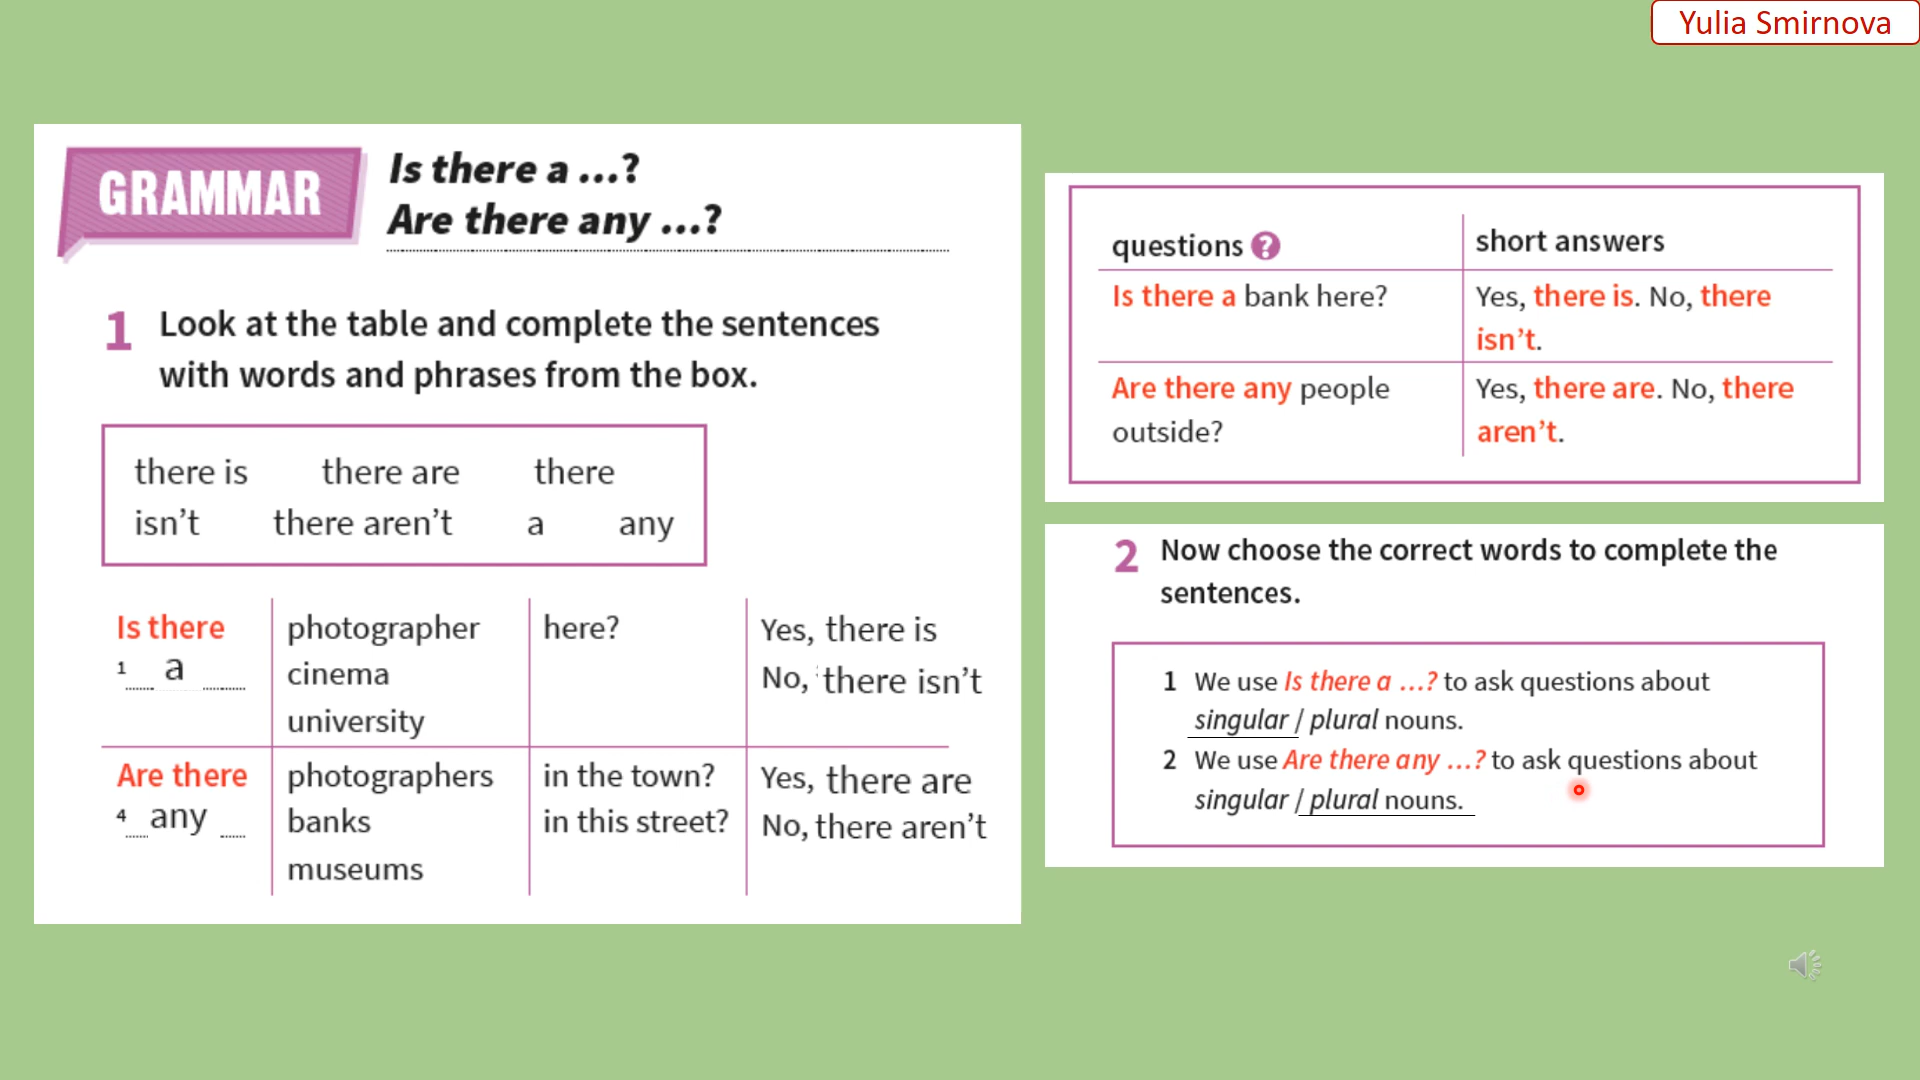 Yulia Smirnova
GRAMMAR
Is there a ...?
Are there any ...?
1 Look at the table and complete the sentences
with words and phrases from the box.
there is there are there
isn't there aren't a any
Is there photographer here? Yes, there is
1 a cinema No, there isn't
university
Are there photographers in the town? Yes, there are
4 any banks in this street? No, there aren't
museums
questions ? short answers
Is there a bank here? Yes, there is. No, there
isn't.
Are there any people Yes, there are. No, there
outside? aren't.
2 Now choose the correct words to complete the
sentences.
1 We use Is there a ...? to ask questions about
singular / plural nouns.
2 We use Are there any ...? to ask questions about
singular / plural nouns.